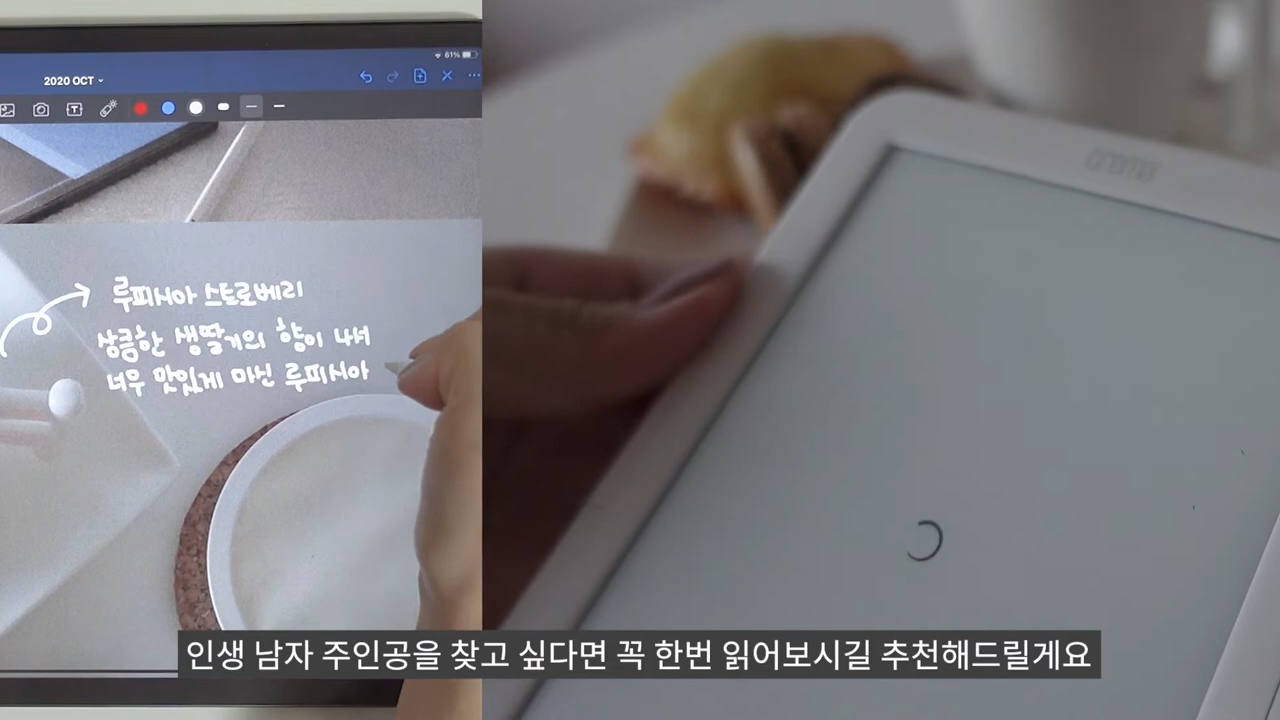 61%
2020 OCT
루피시아 스트로베리
상큼한 생딸기의 향이 나서
너무 맛있게 마신 루피시아
인생 남자 주인공을 찾고 싶다면 꼭 한번 읽어보시길 추천해드릴게요